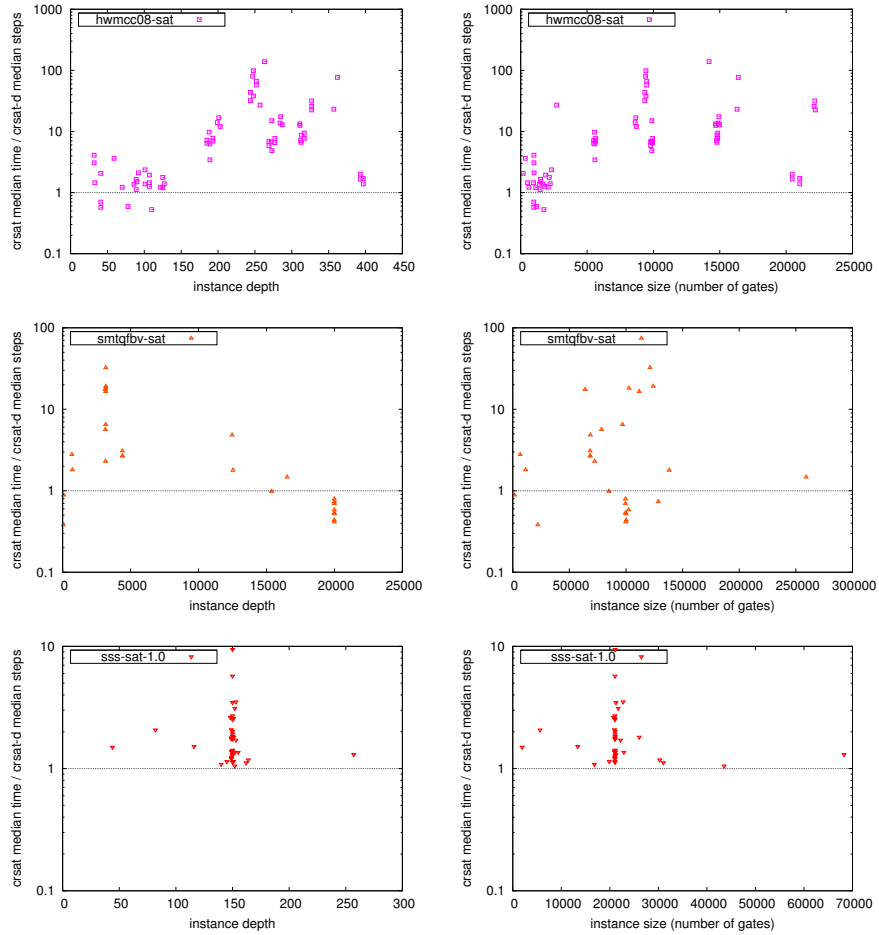 hwmcc08-sat
crsat median time / crsat-d median steps
1000
100
10
1
0.1
0 50 100 150 200 250 300 350 400 450
instance depth
hwmcc08-sat
crsat median time / crsat-d median steps
1000
100
10
1
0.1
0 5000 10000 15000 20000 25000
instance size (number of gates)
smtqfbv-sat
crsat median time / crsat-d median steps
100
10
1
0.1
0 5000 10000 15000 20000 25000
instance depth
smtqfbv-sat
crsat median time / crsat-d median steps
100
10
1
0.1
0 50000 100000 150000 200000 250000 300000
instance size (number of gates)
sss-sat-1.0
crsat median time / crsat-d median steps
10
1
0.1
0 50 100 150 200 250 300
instance depth
sss-sat-1.0
crsat median time / crsat-d median steps
10
1
0.1
0 10000 20000 30000 40000 50000 60000 70000
instance size (number of gates)